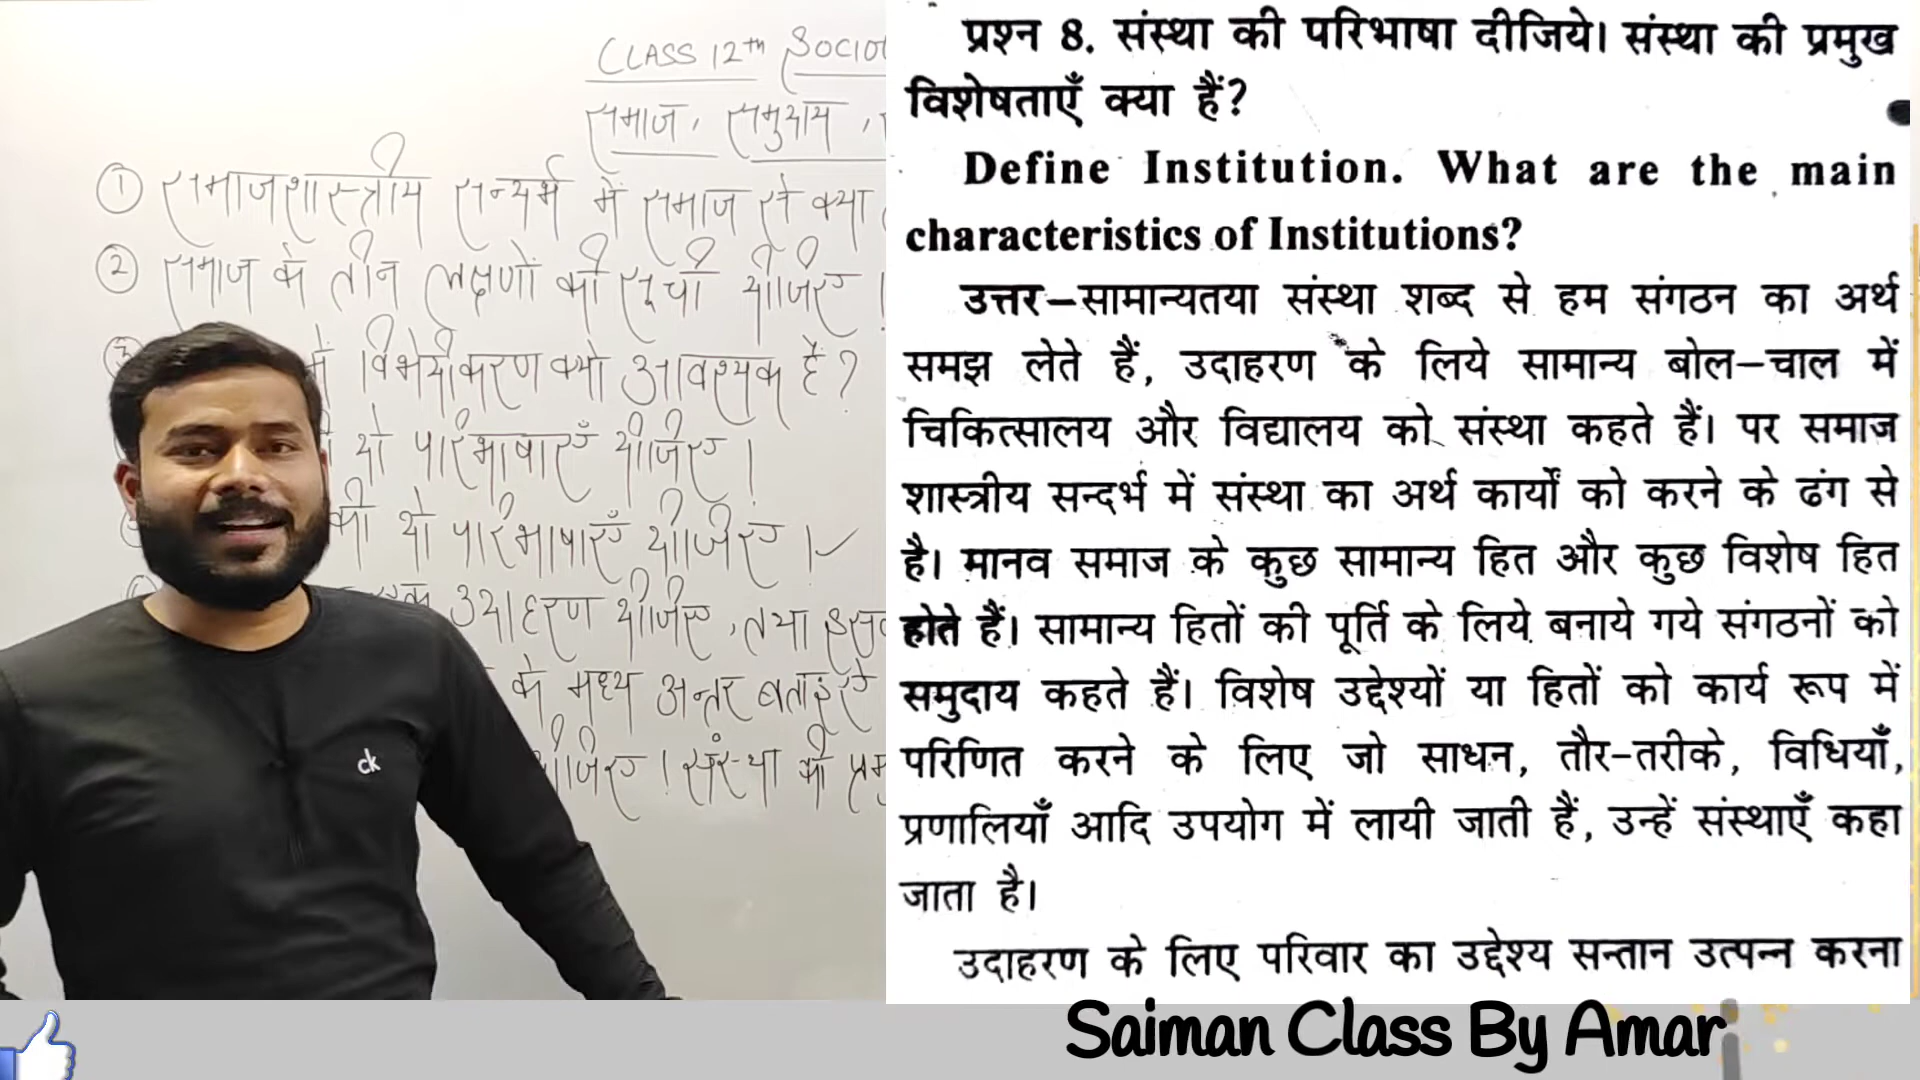 CLASS 12th
समाज, समुदाय,
① समाजशास्त्रीय सन्दर्भ में समाज से क्या
② समाज के तीन लक्षणों की सूची दीजिए।
में विभेदीकरण क्यों आवश्यक है?
दो परिभाषाएँ दीजिए।
की दो परिभाषाएँ दीजिए।✓
उदाहरण दीजिए, तथा
के मध्य अन्तर बताइए
दीजिए। संस्था की
ck
प्रश्न 8. संस्था की परिभाषा दीजिये। संस्था की प्रमुख
विशेषताएँ क्या हैं?
Define Institution. What are the main
characteristics of Institutions?
उत्तर–सामान्यतया संस्था शब्द से हम संगठन का अर्थ
समझ लेते हैं, उदाहरण के लिये सामान्य बोल–चाल में
चिकित्सालय और विद्यालय को संस्था कहते हैं। पर समाज
शास्त्रीय सन्दर्भ में संस्था का अर्थ कार्यों को करने के ढंग से
है। मानव समाज के कुछ सामान्य हित और कुछ विशेष हित
होते हैं। सामान्य हितों की पूर्ति के लिये बनाये गये संगठनों को
समुदाय कहते हैं। विशेष उद्देश्यों या हितों को कार्य रूप में
परिणित करने के लिए जो साधन, तौर–तरीके, विधियाँ,
प्रणालियाँ आदि उपयोग में लायी जाती हैं, उन्हें संस्थाएँ कहा
जाता है।
उदाहरण के लिए परिवार का उद्देश्य सन्तान उत्पन्न करना
Saiman Class By Amar